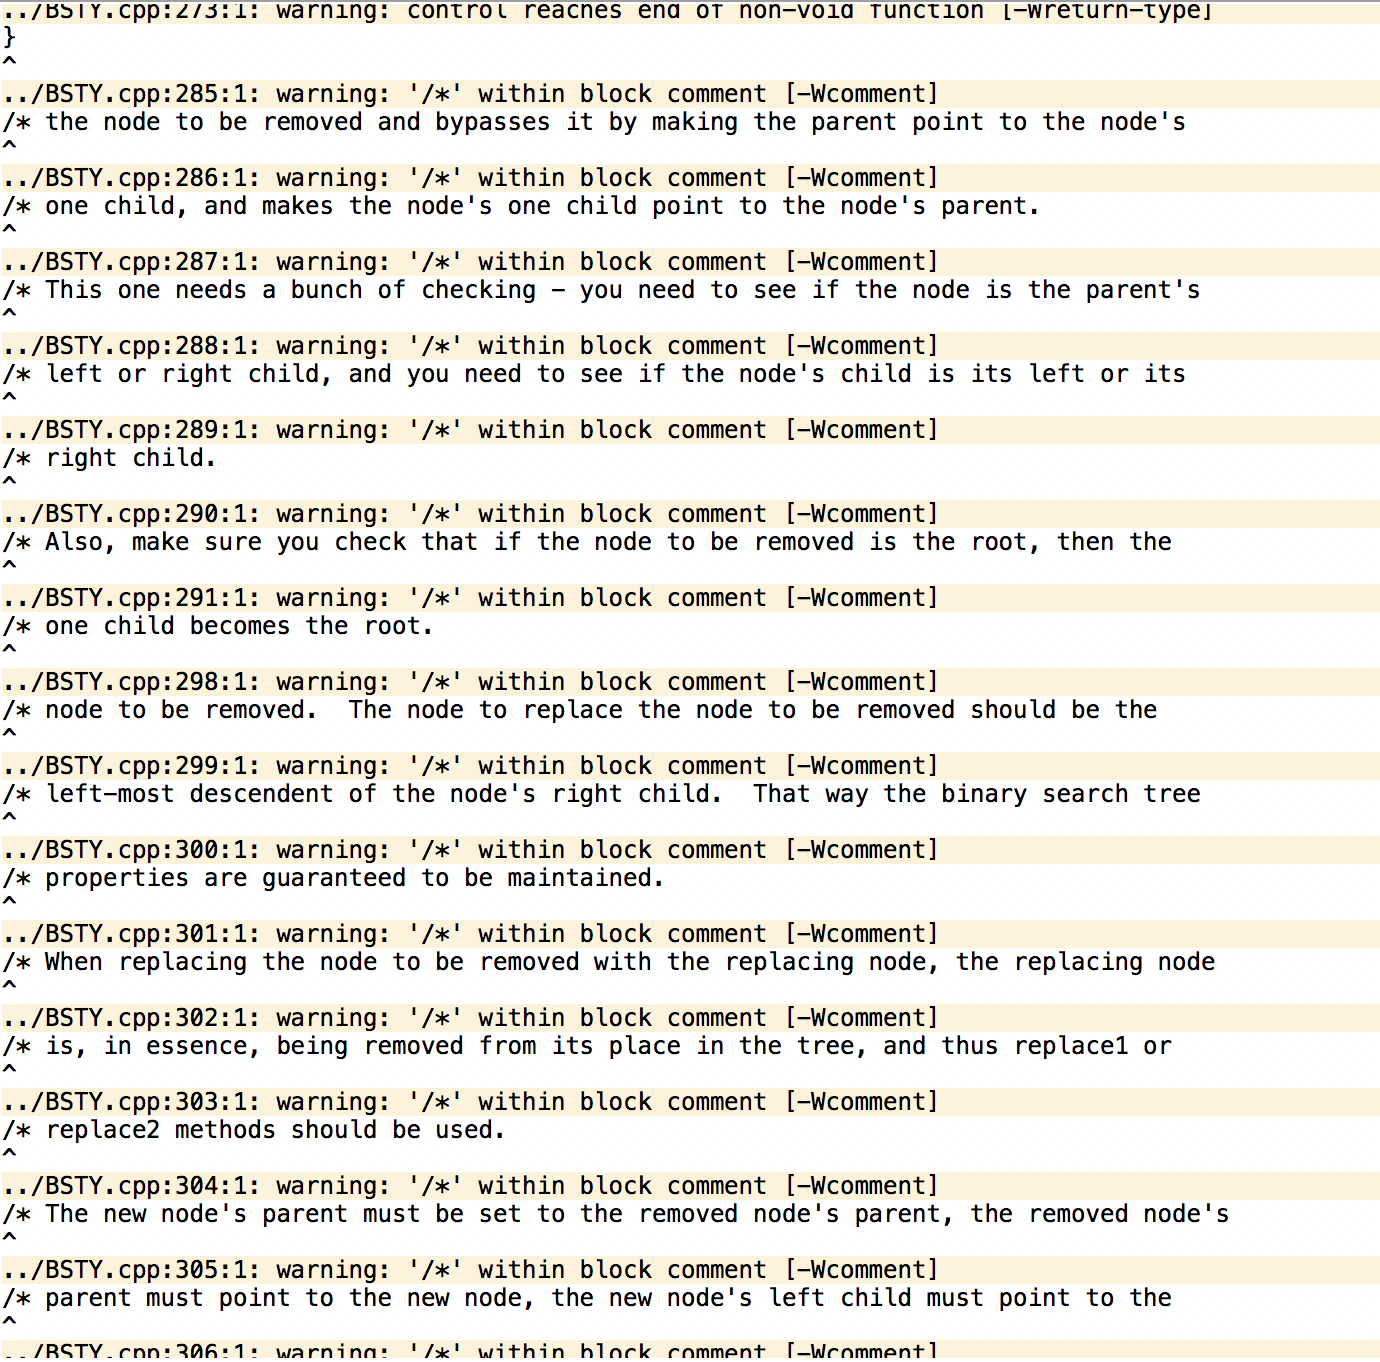 ../BSTY.cpp:273:1: warning: control reaches end of non-void function [-Wreturn-type]
}
^
../BSTY.cpp:285:1: warning: '/*' within block comment [-Wcomment]
/* the node to be removed and bypasses it by making the parent point to the node's
^
../BSTY.cpp:286:1: warning: '/*' within block comment [-Wcomment]
/* one child, and makes the node's one child point to the node's parent.
^
../BSTY.cpp:287:1: warning: '/*' within block comment [-Wcomment]
/* This one needs a bunch of checking – you need to see if the node is the parent's
^
../BSTY.cpp:288:1: warning: '/*' within block comment [-Wcomment]
/* left or right child, and you need to see if the node's child is its left or its
^
../BSTY.cpp:289:1: warning: '/*' within block comment [-Wcomment]
/* right child.
^
../BSTY.cpp:290:1: warning: '/*' within block comment [-Wcomment]
/* Also, make sure you check that if the node to be removed is the root, then the
^
../BSTY.cpp:291:1: warning: '/*' within block comment [-Wcomment]
/* one child becomes the root.
^
../BSTY.cpp:298:1: warning: '/*' within block comment [-Wcomment]
/* node to be removed.  The node to replace the node to be removed should be the
^
../BSTY.cpp:299:1: warning: '/*' within block comment [-Wcomment]
/* left-most descendent of the node's right child.  That way the binary search tree
^
../BSTY.cpp:300:1: warning: '/*' within block comment [-Wcomment]
/* properties are guaranteed to be maintained.
^
../BSTY.cpp:301:1: warning: '/*' within block comment [-Wcomment]
/* When replacing the node to be removed with the replacing node, the replacing node
^
../BSTY.cpp:302:1: warning: '/*' within block comment [-Wcomment]
/* is, in essence, being removed from its place in the tree, and thus replace1 or
^
../BSTY.cpp:303:1: warning: '/*' within block comment [-Wcomment]
/* replace2 methods should be used.
^
../BSTY.cpp:304:1: warning: '/*' within block comment [-Wcomment]
/* The new node's parent must be set to the removed node's parent, the removed node's
^
../BSTY.cpp:305:1: warning: '/*' within block comment [-Wcomment]
/* parent must point to the new node, the new node's left child must point to the
^
../BSTY.cpp:306:1: warning: '/*' within block comment [-Wcomment]